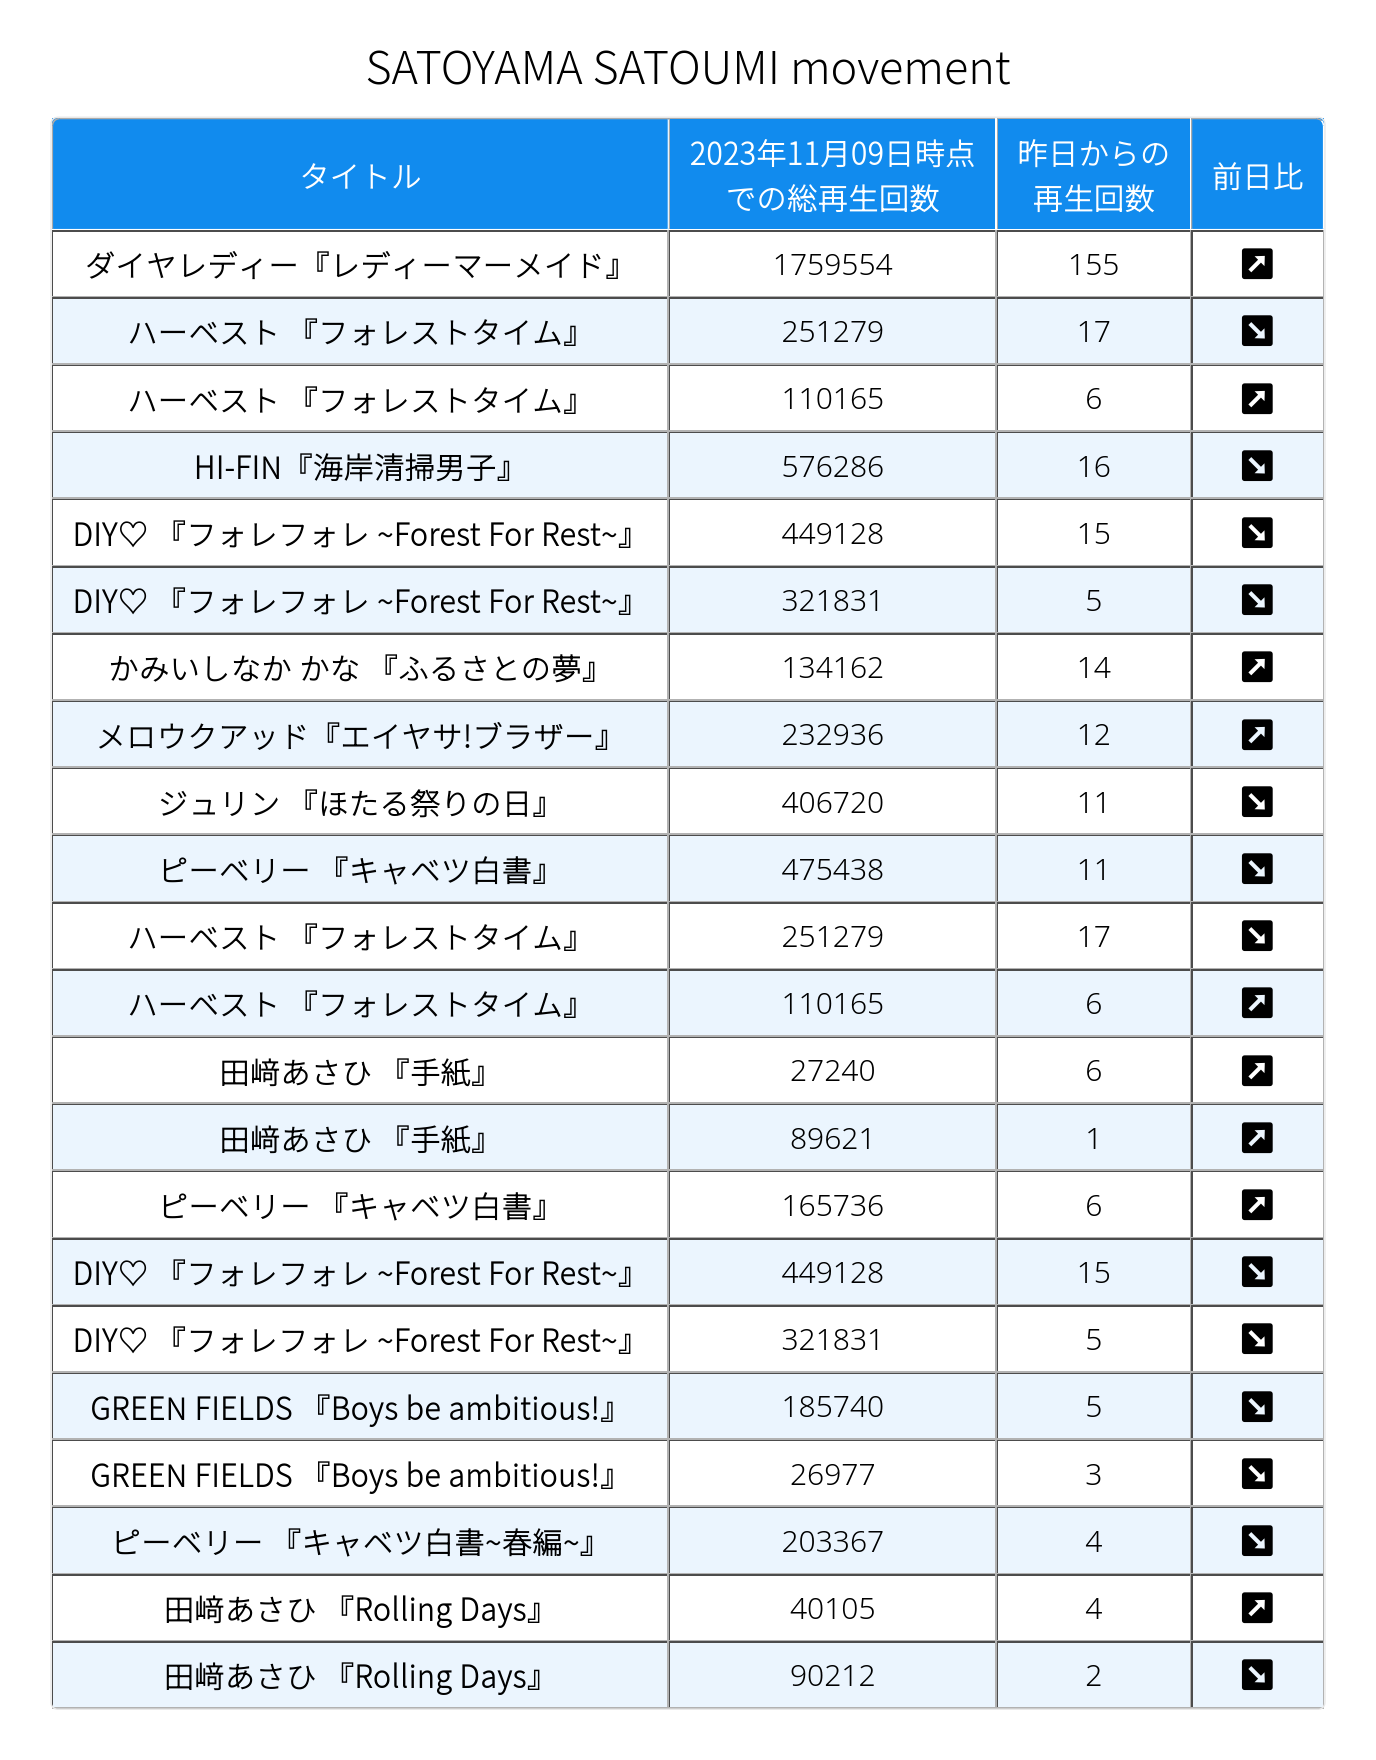 SATOYAMA SATOUMI movement
タイトル 2023年11月09日時点での総再生回数 昨日からの再生回数 前日比
ダイヤレディー『レディーマーメイド』 1759554 155
ハーベスト 『フォレストタイム』 251279 17
ハーベスト 『フォレストタイム』 110165 6
HI-FIN『海岸清掃男子』 576286 16
DIY♡ 『フォレフォレ ~Forest For Rest~』 449128 15
DIY♡ 『フォレフォレ ~Forest For Rest~』 321831 5
かみいしなか かな 『ふるさとの夢』 134162 14
メロウクアッド『エイヤサ!ブラザー』 232936 12
ジュリン 『ほたる祭りの日』 406720 11
ピーベリー 『キャベツ白書』 475438 11
ハーベスト 『フォレストタイム』 251279 17
ハーベスト 『フォレストタイム』 110165 6
田﨑あさひ 『手紙』 27240 6
田﨑あさひ 『手紙』 89621 1
ピーベリー 『キャベツ白書』 165736 6
DIY♡ 『フォレフォレ ~Forest For Rest~』 449128 15
DIY♡ 『フォレフォレ ~Forest For Rest~』 321831 5
GREEN FIELDS 『Boys be ambitious!』 185740 5
GREEN FIELDS 『Boys be ambitious!』 26977 3
ピーベリー 『キャベツ白書~春編~』 203367 4
田﨑あさひ 『Rolling Days』 40105 4
田﨑あさひ 『Rolling Days』 90212 2